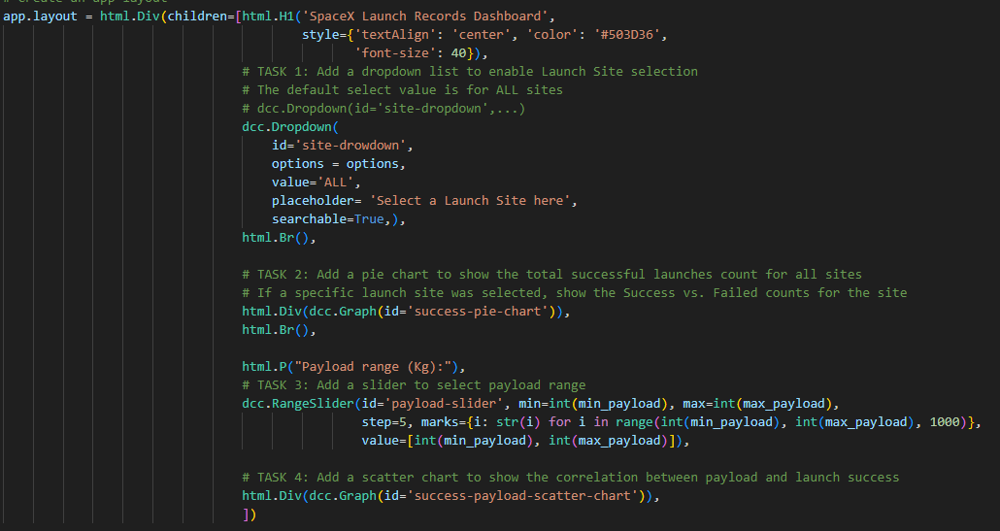 # Create an app layout
app.layout = html.Div(children=[html.H1('SpaceX Launch Records Dashboard',
style={'textAlign': 'center', 'color': '#503D36',
'font-size': 40}),
# TASK 1: Add a dropdown list to enable Launch Site selection
# The default select value is for ALL sites
# dcc.Dropdown(id='site-dropdown',...)
dcc.Dropdown(
id='site-drowdown',
options = options,
value='ALL',
placeholder= 'Select a Launch Site here',
searchable=True,),
html.Br(),
# TASK 2: Add a pie chart to show the total successful launches count for all sites
# If a specific launch site was selected, show the Success vs. Failed counts for the site
html.Div(dcc.Graph(id='success-pie-chart')),
html.Br(),
html.P("Payload range (Kg):"),
# TASK 3: Add a slider to select payload range
dcc.RangeSlider(id='payload-slider', min=int(min_payload), max=int(max_payload),
step=5, marks={i: str(i) for i in range(int(min_payload), int(max_payload), 1000)},
value=[int(min_payload), int(max_payload)]),
# TASK 4: Add a scatter chart to show the correlation between payload and launch success
html.Div(dcc.Graph(id='success-payload-scatter-chart')),
])